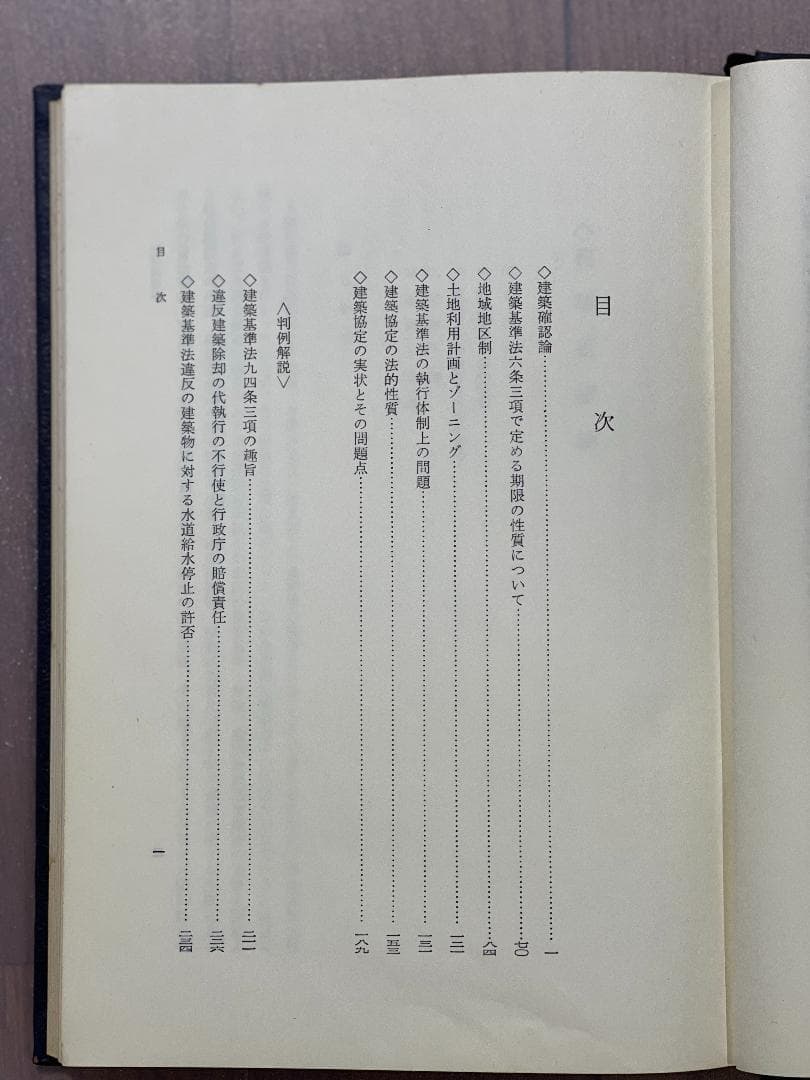 目次
◇建築確認論……一
◇建築基準法六条三項で定める期限の性質について……七〇
◇地域地区制……八四
◇土地利用計画とゾーニング……一二一
◇建築基準法の執行体制上の問題……一三一
◇建築協定の法的性質……一五三
◇建築協定の実状とその問題点……一八九
〈判例解説〉
◇建築基準法九四条三項の趣旨……二一一
◇違反建築除却の代執行の不行使と行政庁の賠償責任……二二六
◇建築基準法違反の建築物に対する水道給水停止の許否……二三四
目次
一